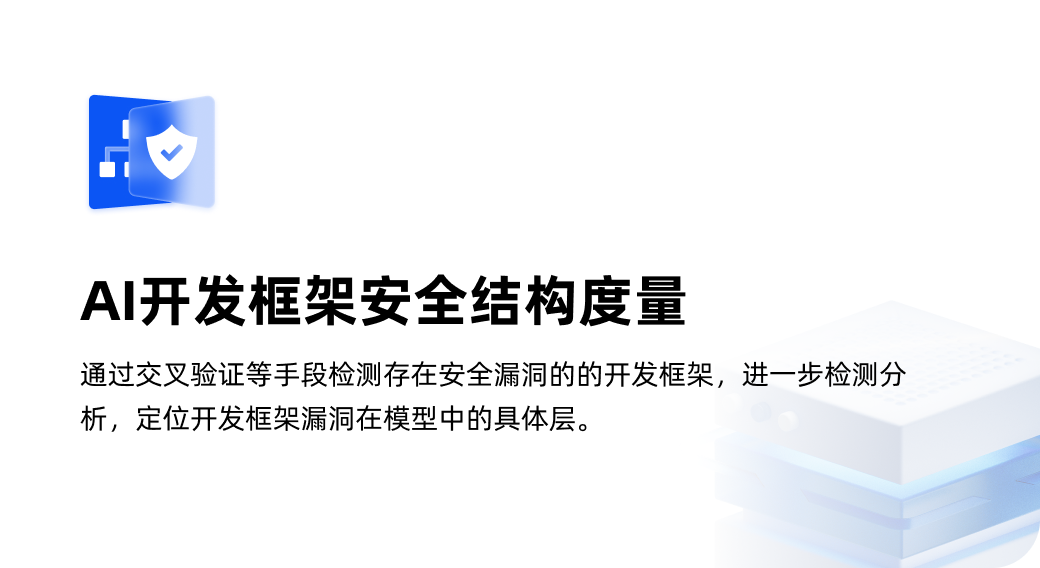 AI开发框架安全结构度量
通过交叉验证等手段检测存在安全漏洞的的开发框架，进一步检测分
析，定位开发框架漏洞在模型中的具体层。